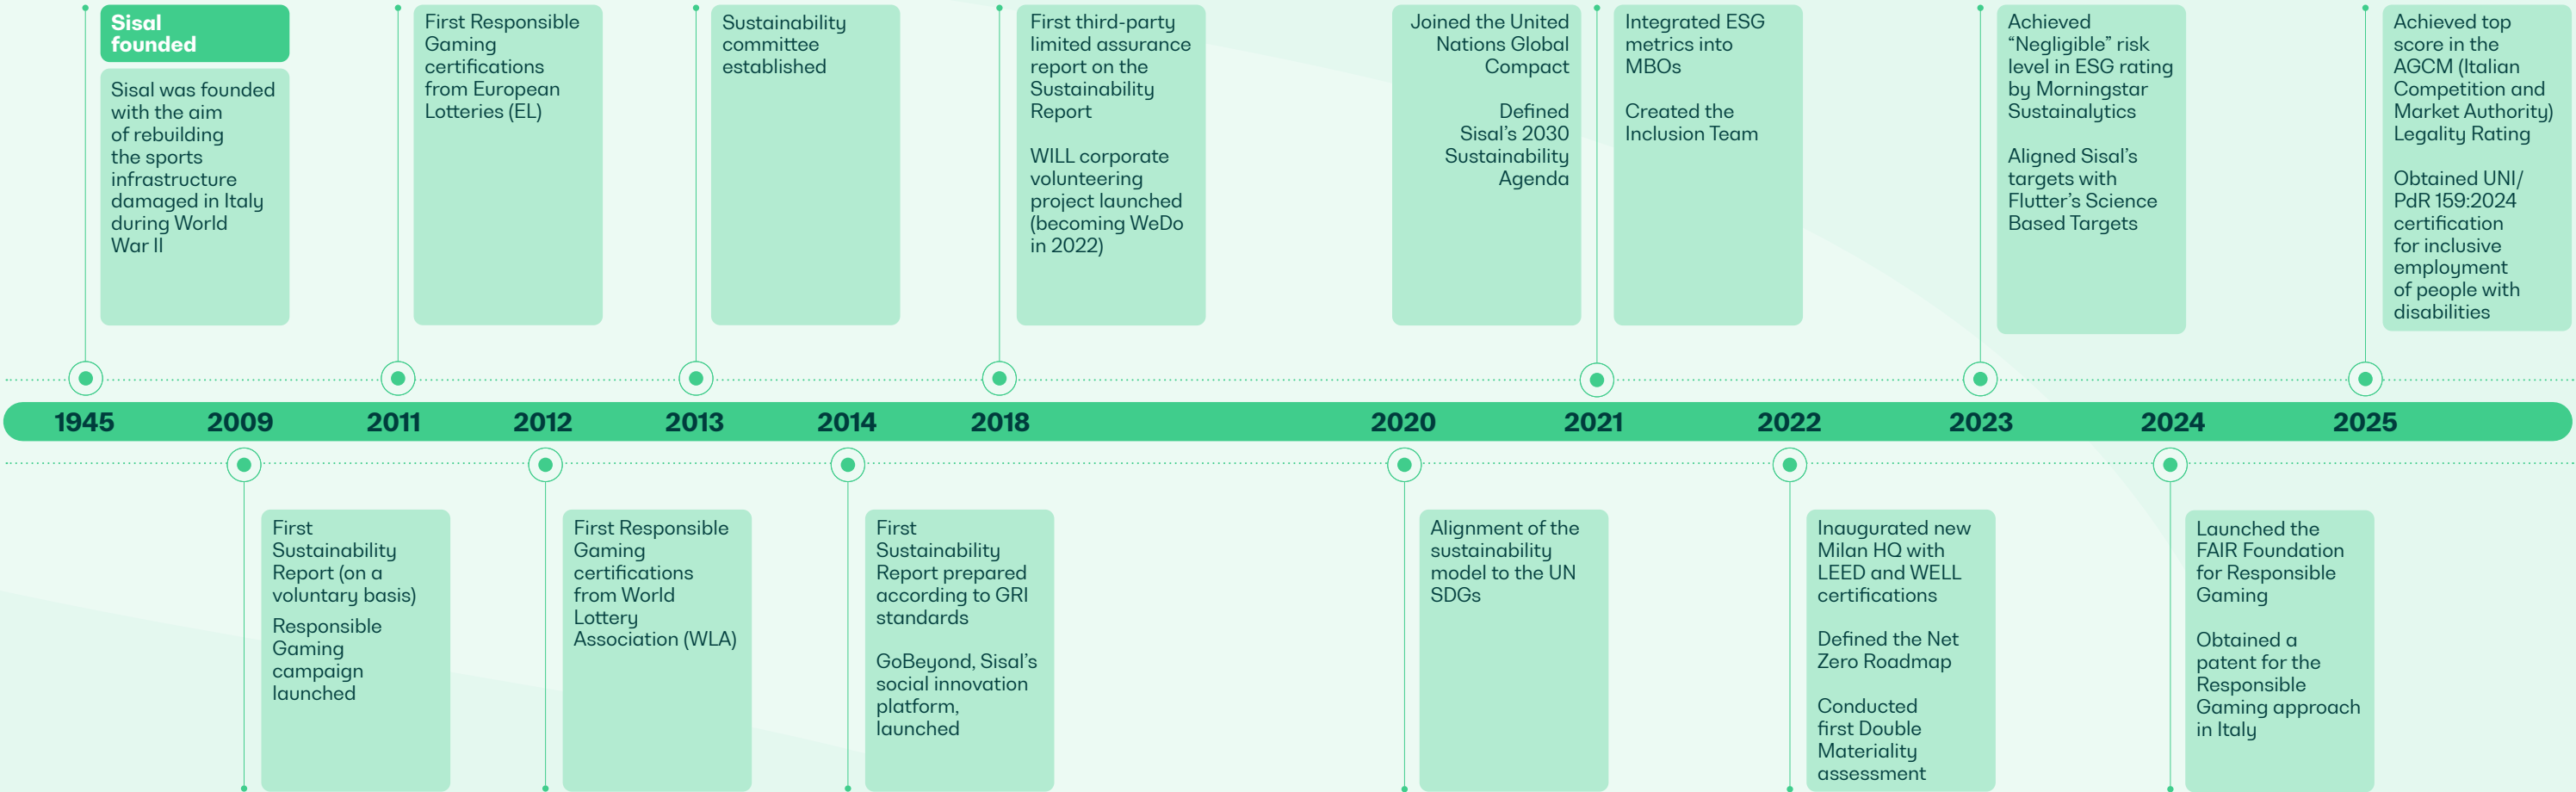 Sisal
founded
Sisal was founded
with the aim
of rebuilding
the sports
infrastructure
damaged in Italy
during World
War II
First Responsible
Gaming
certifications
from European
Lotteries (EL)
Sustainability
committee
established
First third-party
limited assurance
report on the
Sustainability
Report
WILL corporate
volunteering
project launched
(becoming WeDo
in 2022)
Joined the United
Nations Global
Compact
Defined
Sisal’s 2030
Sustainability
Agenda
Integrated ESG
metrics into
MBOs
Created the
Inclusion Team
Achieved
“Negligible” risk
level in ESG rating
by Morningstar
Sustainalytics
Aligned Sisal’s
targets with
Flutter’s Science
Based Targets
Achieved top
score in the
AGCM (Italian
Competition and
Market Authority)
Legality Rating
Obtained UNI/
PdR 159:2024
certification
for inclusive
employment
of people with
disabilities
1945 2009 2011 2012 2013 2014 2018 2020 2021 2022 2023 2024 2025
First
Sustainability
Report (on a
voluntary basis)
Responsible
Gaming
campaign
launched
First Responsible
Gaming
certifications
from World
Lottery
Association (WLA)
First
Sustainability
Report prepared
according to GRI
standards
GoBeyond, Sisal’s
social innovation
platform,
launched
Alignment of the
sustainability
model to the UN
SDGs
Inaugurated new
Milan HQ with
LEED and WELL
certifications
Defined the Net
Zero Roadmap
Conducted
first Double
Materiality
assessment
Launched the
FAIR Foundation
for Responsible
Gaming
Obtained a
patent for the
Responsible
Gaming approach
in Italy